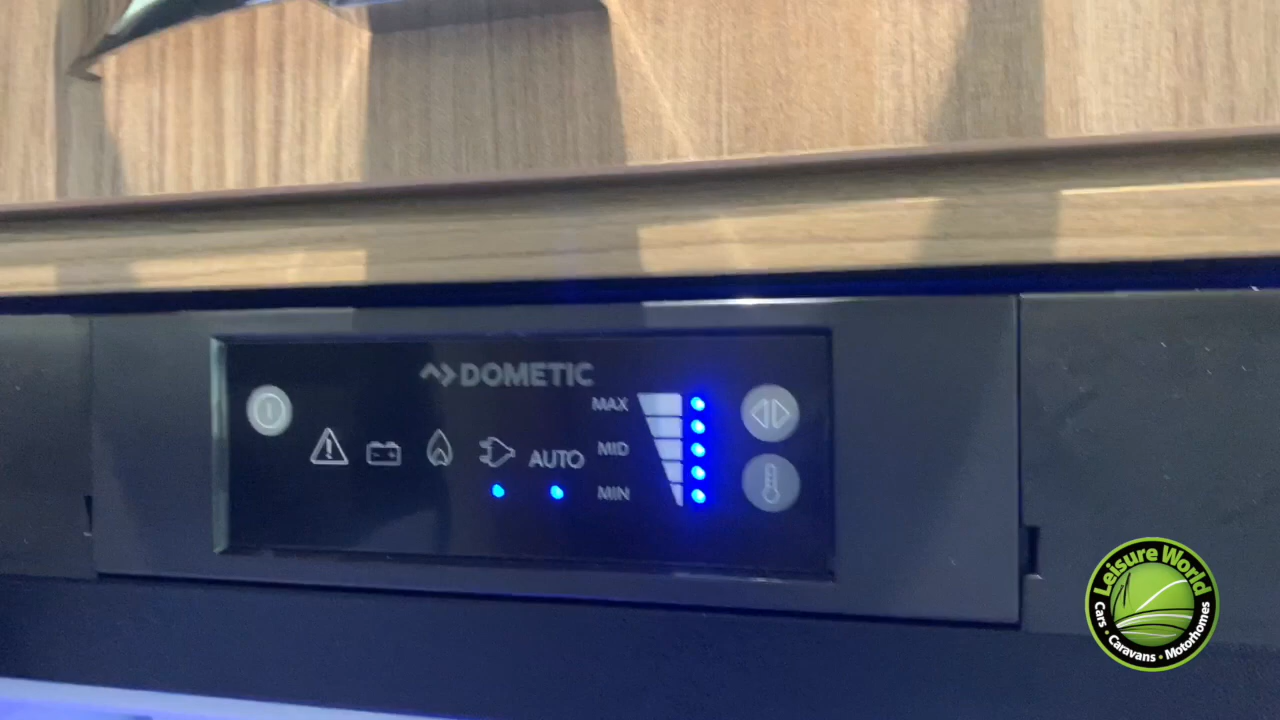 DOMETIC
MAX
MID
AUTO
MIN
Leisure World
Cars • Caravans • Motorhomes